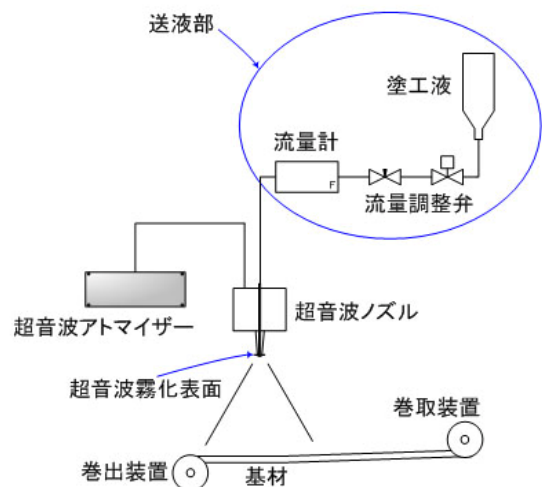 送液部
塗工液
流量計
F
流量調整弁
超音波アトマイザー
超音波ノズル
超音波霧化表面
巻取装置
巻出装置
基材